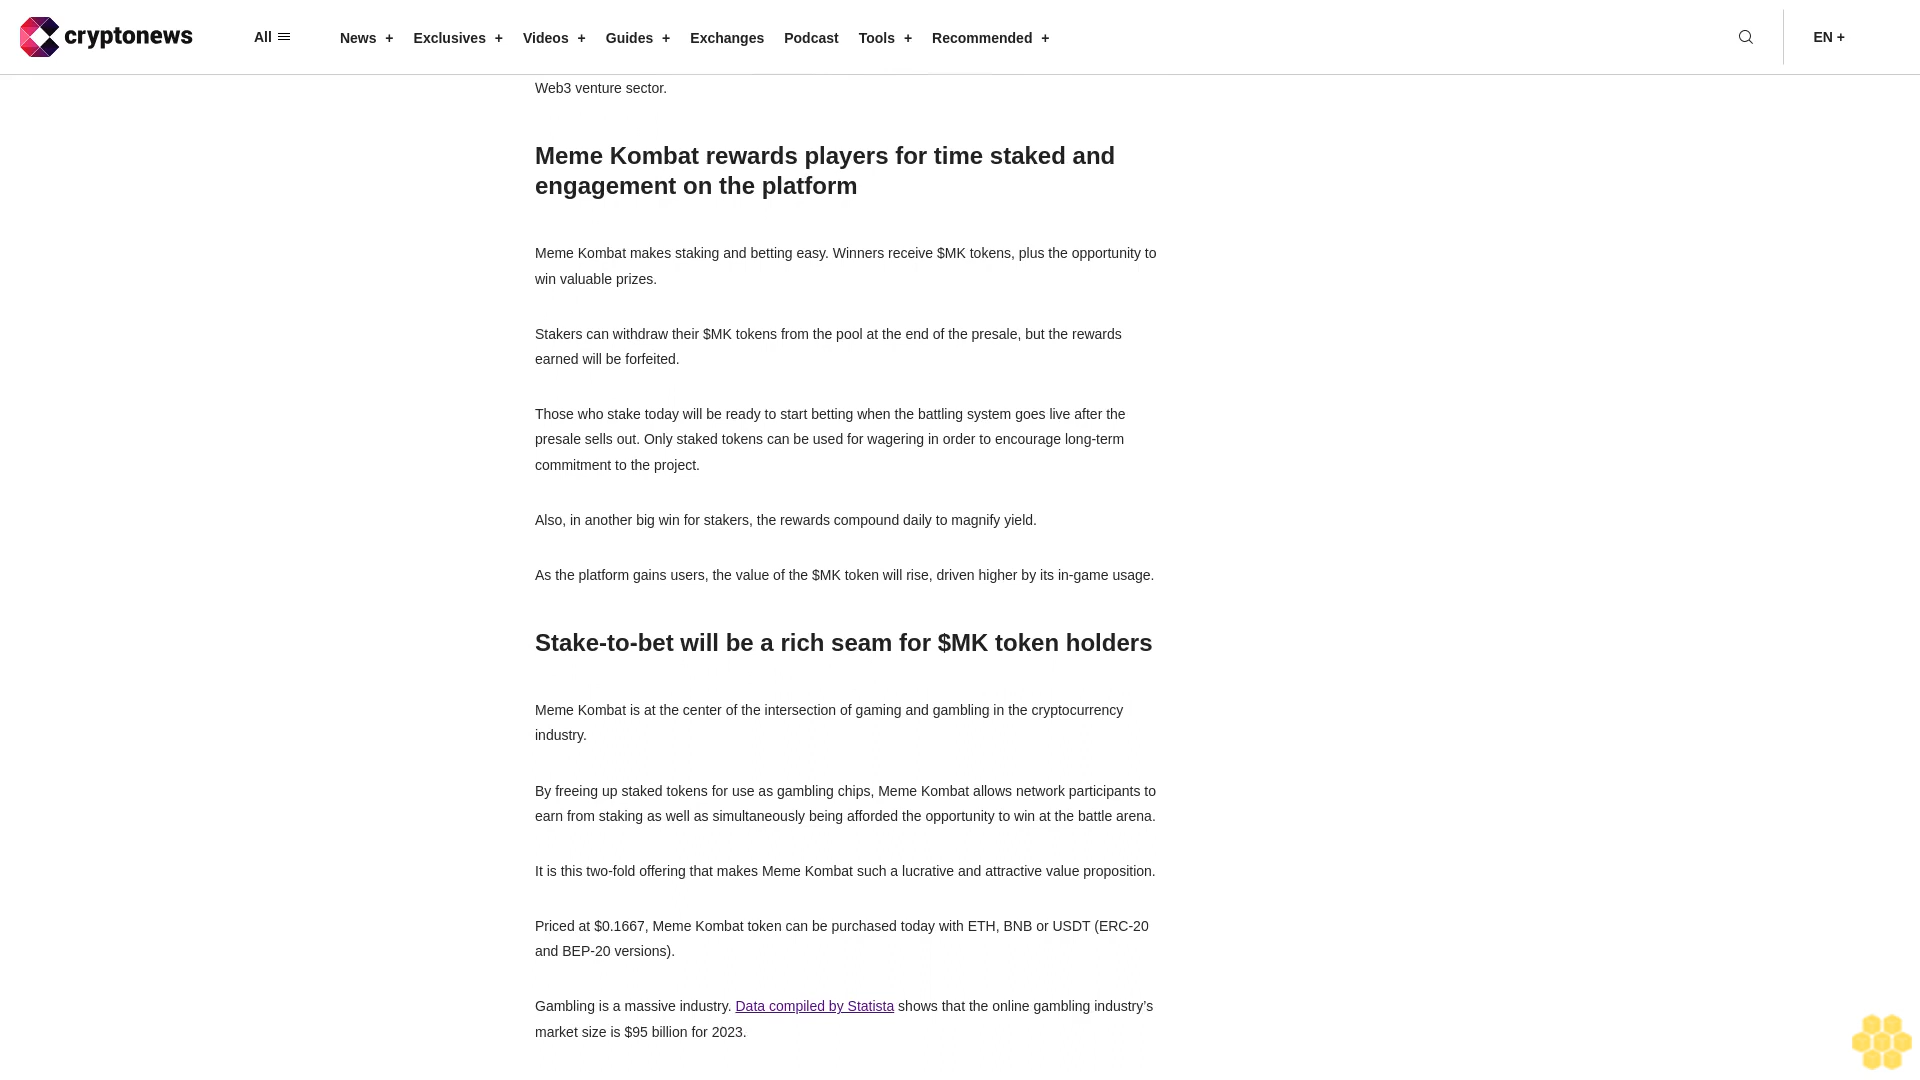 cryptonews All News + Exclusives + Videos + Guides + Exchanges Podcast Tools + Recommended + EN +
Web3 venture sector.
Meme Kombat rewards players for time staked and
engagement on the platform
Meme Kombat makes staking and betting easy. Winners receive $MK tokens, plus the opportunity to
win valuable prizes.
Stakers can withdraw their $MK tokens from the pool at the end of the presale, but the rewards
earned will be forfeited.
Those who stake today will be ready to start betting when the battling system goes live after the
presale sells out. Only staked tokens can be used for wagering in order to encourage long-term
commitment to the project.
Also, in another big win for stakers, the rewards compound daily to magnify yield.
As the platform gains users, the value of the $MK token will rise, driven higher by its in-game usage.
Stake-to-bet will be a rich seam for $MK token holders
Meme Kombat is at the center of the intersection of gaming and gambling in the cryptocurrency
industry.
By freeing up staked tokens for use as gambling chips, Meme Kombat allows network participants to
earn from staking as well as simultaneously being afforded the opportunity to win at the battle arena.
It is this two-fold offering that makes Meme Kombat such a lucrative and attractive value proposition.
Priced at $0.1667, Meme Kombat token can be purchased today with ETH, BNB or USDT (ERC-20
and BEP-20 versions).
Gambling is a massive industry. Data compiled by Statista shows that the online gambling industry’s
market size is $95 billion for 2023.